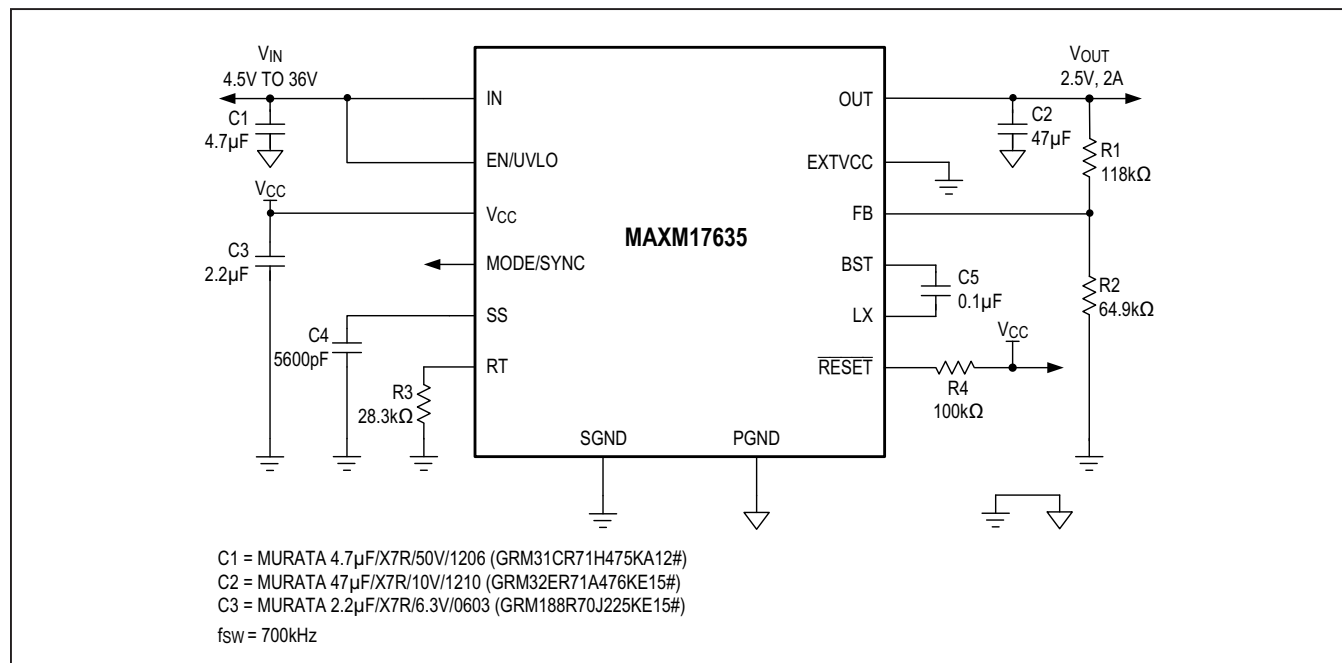 VIN
4.5V TO 36V
C1
4.7µF
VCC
C3
2.2µF
C4
5600pF
R3
28.3kΩ
IN
EN/UVLO
VCC
MODE/SYNC
SS
RT
MAXM17635
SGND
PGND
OUT
EXTVCC
FB
BST
LX
RESET
VOUT
2.5V, 2A
C2
47µF
R1
118kΩ
C5
0.1µF
R2
64.9kΩ
VCC
R4
100kΩ
C1 = MURATA 4.7µF/X7R/50V/1206 (GRM31CR71H475KA12#)
C2 = MURATA 47µF/X7R/10V/1210 (GRM32ER71A476KE15#)
C3 = MURATA 2.2µF/X7R/6.3V/0603 (GRM188R70J225KE15#)
fSW = 700kHz